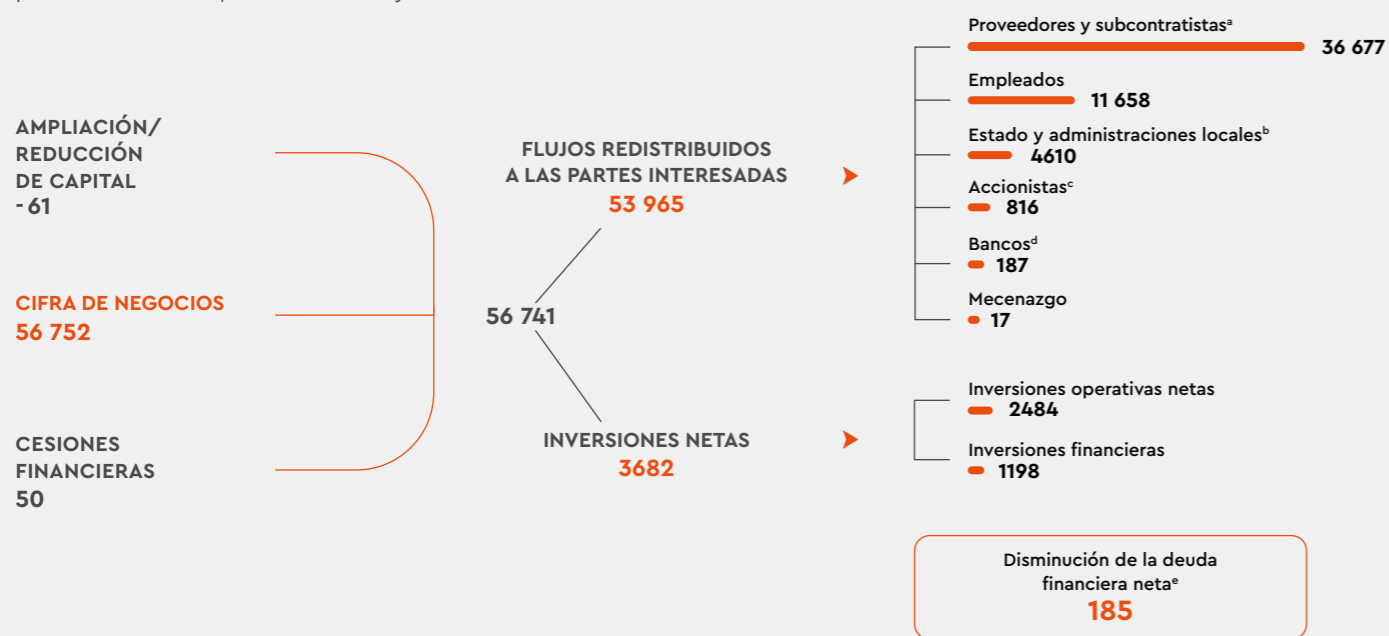 AMPLIACIÓN/
REDUCCIÓN
DE CAPITAL
- 61
CIFRA DE NEGOCIOS
56 752
CESIONES
FINANCIERAS
50
56 741
FLUJOS REDISTRIBUIDOS
A LAS PARTES INTERESADAS
53 965
INVERSIONES NETAS
3682
Proveedores y subcontratistasᵃ
36 677
Empleados
11 658
Estado y administraciones localesᵇ
4610
Accionistasᶜ
816
Bancosᵈ
187
Mecenazgo
17
Inversiones operativas netas
2484
Inversiones financieras
1198
Disminución de la deuda
financiera netaᵉ
185